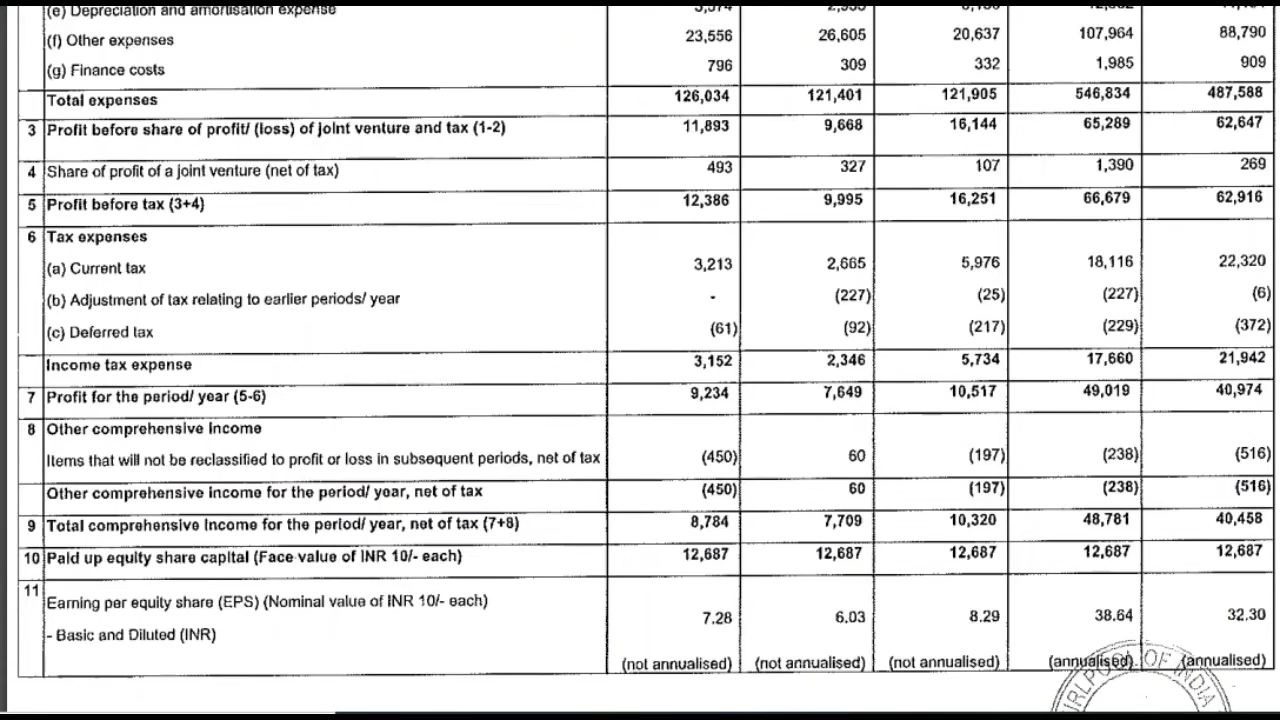 (e) Depreciation and amortisation expense
(f) Other expenses 23,556 26,605 20,637 107,964 88,790
(g) Finance costs 796 309 332 1,985 909
Total expenses 126,034 121,401 121,905 546,834 487,588
3 Profit before share of profit/ (loss) of joint venture and tax (1-2) 11,893 9,668 16,144 65,289 62,647
4 Share of profit of a joint venture (net of tax) 493 327 107 1,390 269
5 Profit before tax (3+4) 12,386 9,995 16,251 66,679 62,916
6 Tax expenses
(a) Current tax 3,213 2,665 5,976 18,116 22,320
(b) Adjustment of tax relating to earlier periods/ year - (227) (25) (227) (6)
(c) Deferred tax (61) (92) (217) (229) (372)
Income tax expense 3,152 2,346 5,734 17,660 21,942
7 Profit for the period/ year (5-6) 9,234 7,649 10,517 49,019 40,974
8 Other comprehensive Income
Items that will not be reclassified to profit or loss in subsequent periods, net of tax (450) 60 (197) (238) (516)
Other comprehensive income for the period/ year, net of tax (450) 60 (197) (238) (516)
9 Total comprehensive Income for the period/ year, net of tax (7+8) 8,784 7,709 10,320 48,781 40,458
10 Paid up equity share capital (Face value of INR 10/- each) 12,687 12,687 12,687 12,687 12,687
11 Earning per equity share (EPS) (Nominal value of INR 10/- each)
- Basic and Diluted (INR) 7.28 6.03 8.29 38.64 32.30
(not annualised) (not annualised) (not annualised) (annualised) (annualised)
OF INDIA